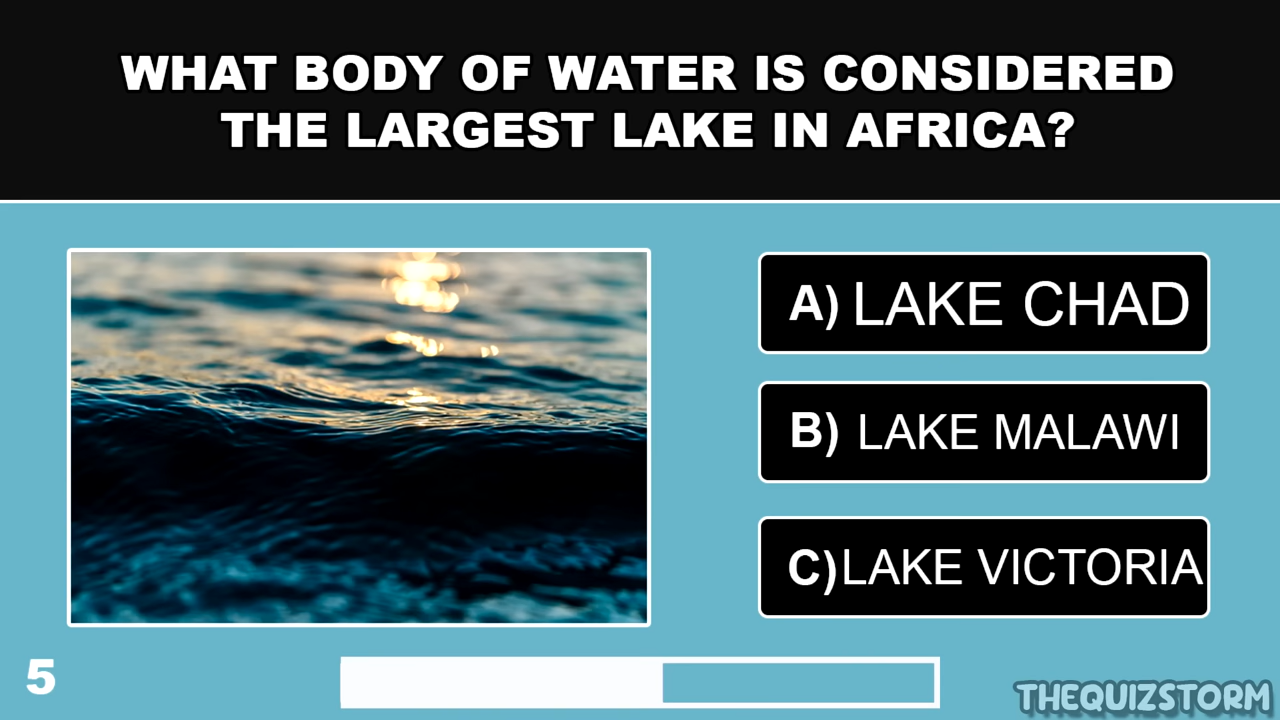 WHAT BODY OF WATER IS CONSIDERED
THE LARGEST LAKE IN AFRICA?
A) LAKE CHAD
B) LAKE MALAWI
C) LAKE VICTORIA
5
THEQUIZSTORM